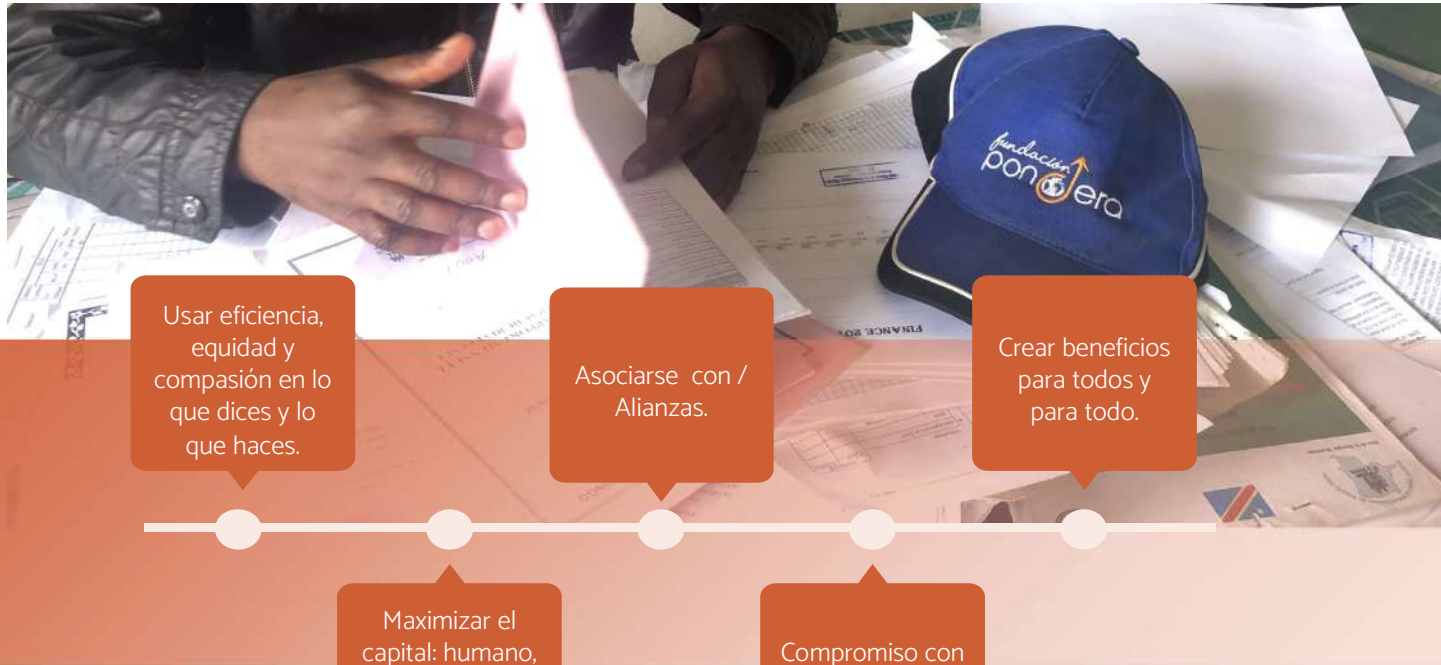 fundación
pondera
FINANCE 20
Usar eficiencia,
equidad y
compasión en lo
que dices y lo
que haces.
Maximizar el
capital: humano,
Asociarse con /
Alianzas.
Compromiso con
Crear beneficios
para todos y
para todo.